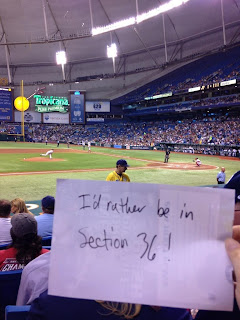 Tropicana
I'd rather be in
Section 36!